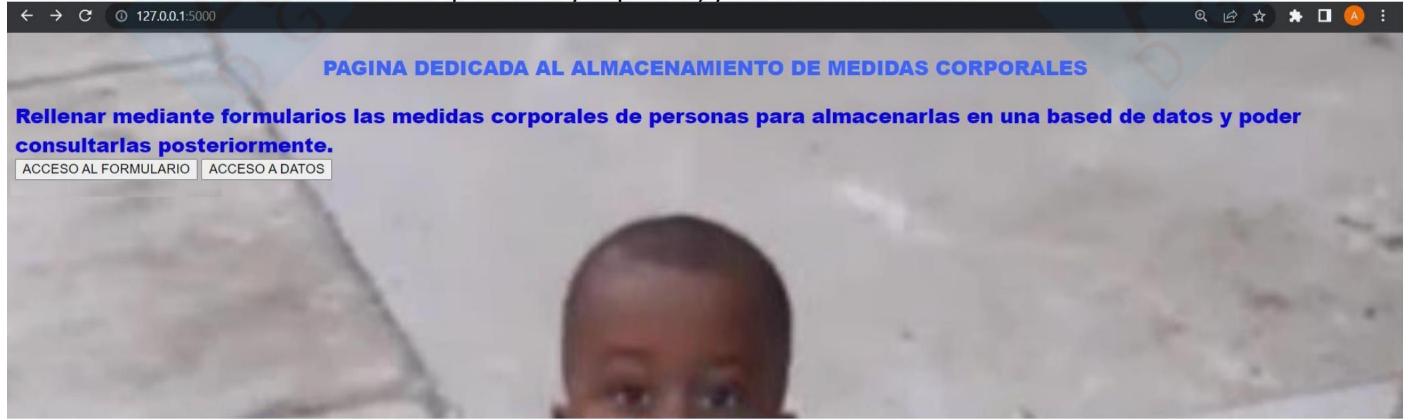 127.0.0.1:5000
A
PAGINA DEDICADA AL ALMACENAMIENTO DE MEDIDAS CORPORALES
Rellenar mediante formularios las medidas corporales de personas para almacenarlas en una based de datos y poder
consultarlas posteriormente.
ACCESO AL FORMULARIO ACCESO A DATOS